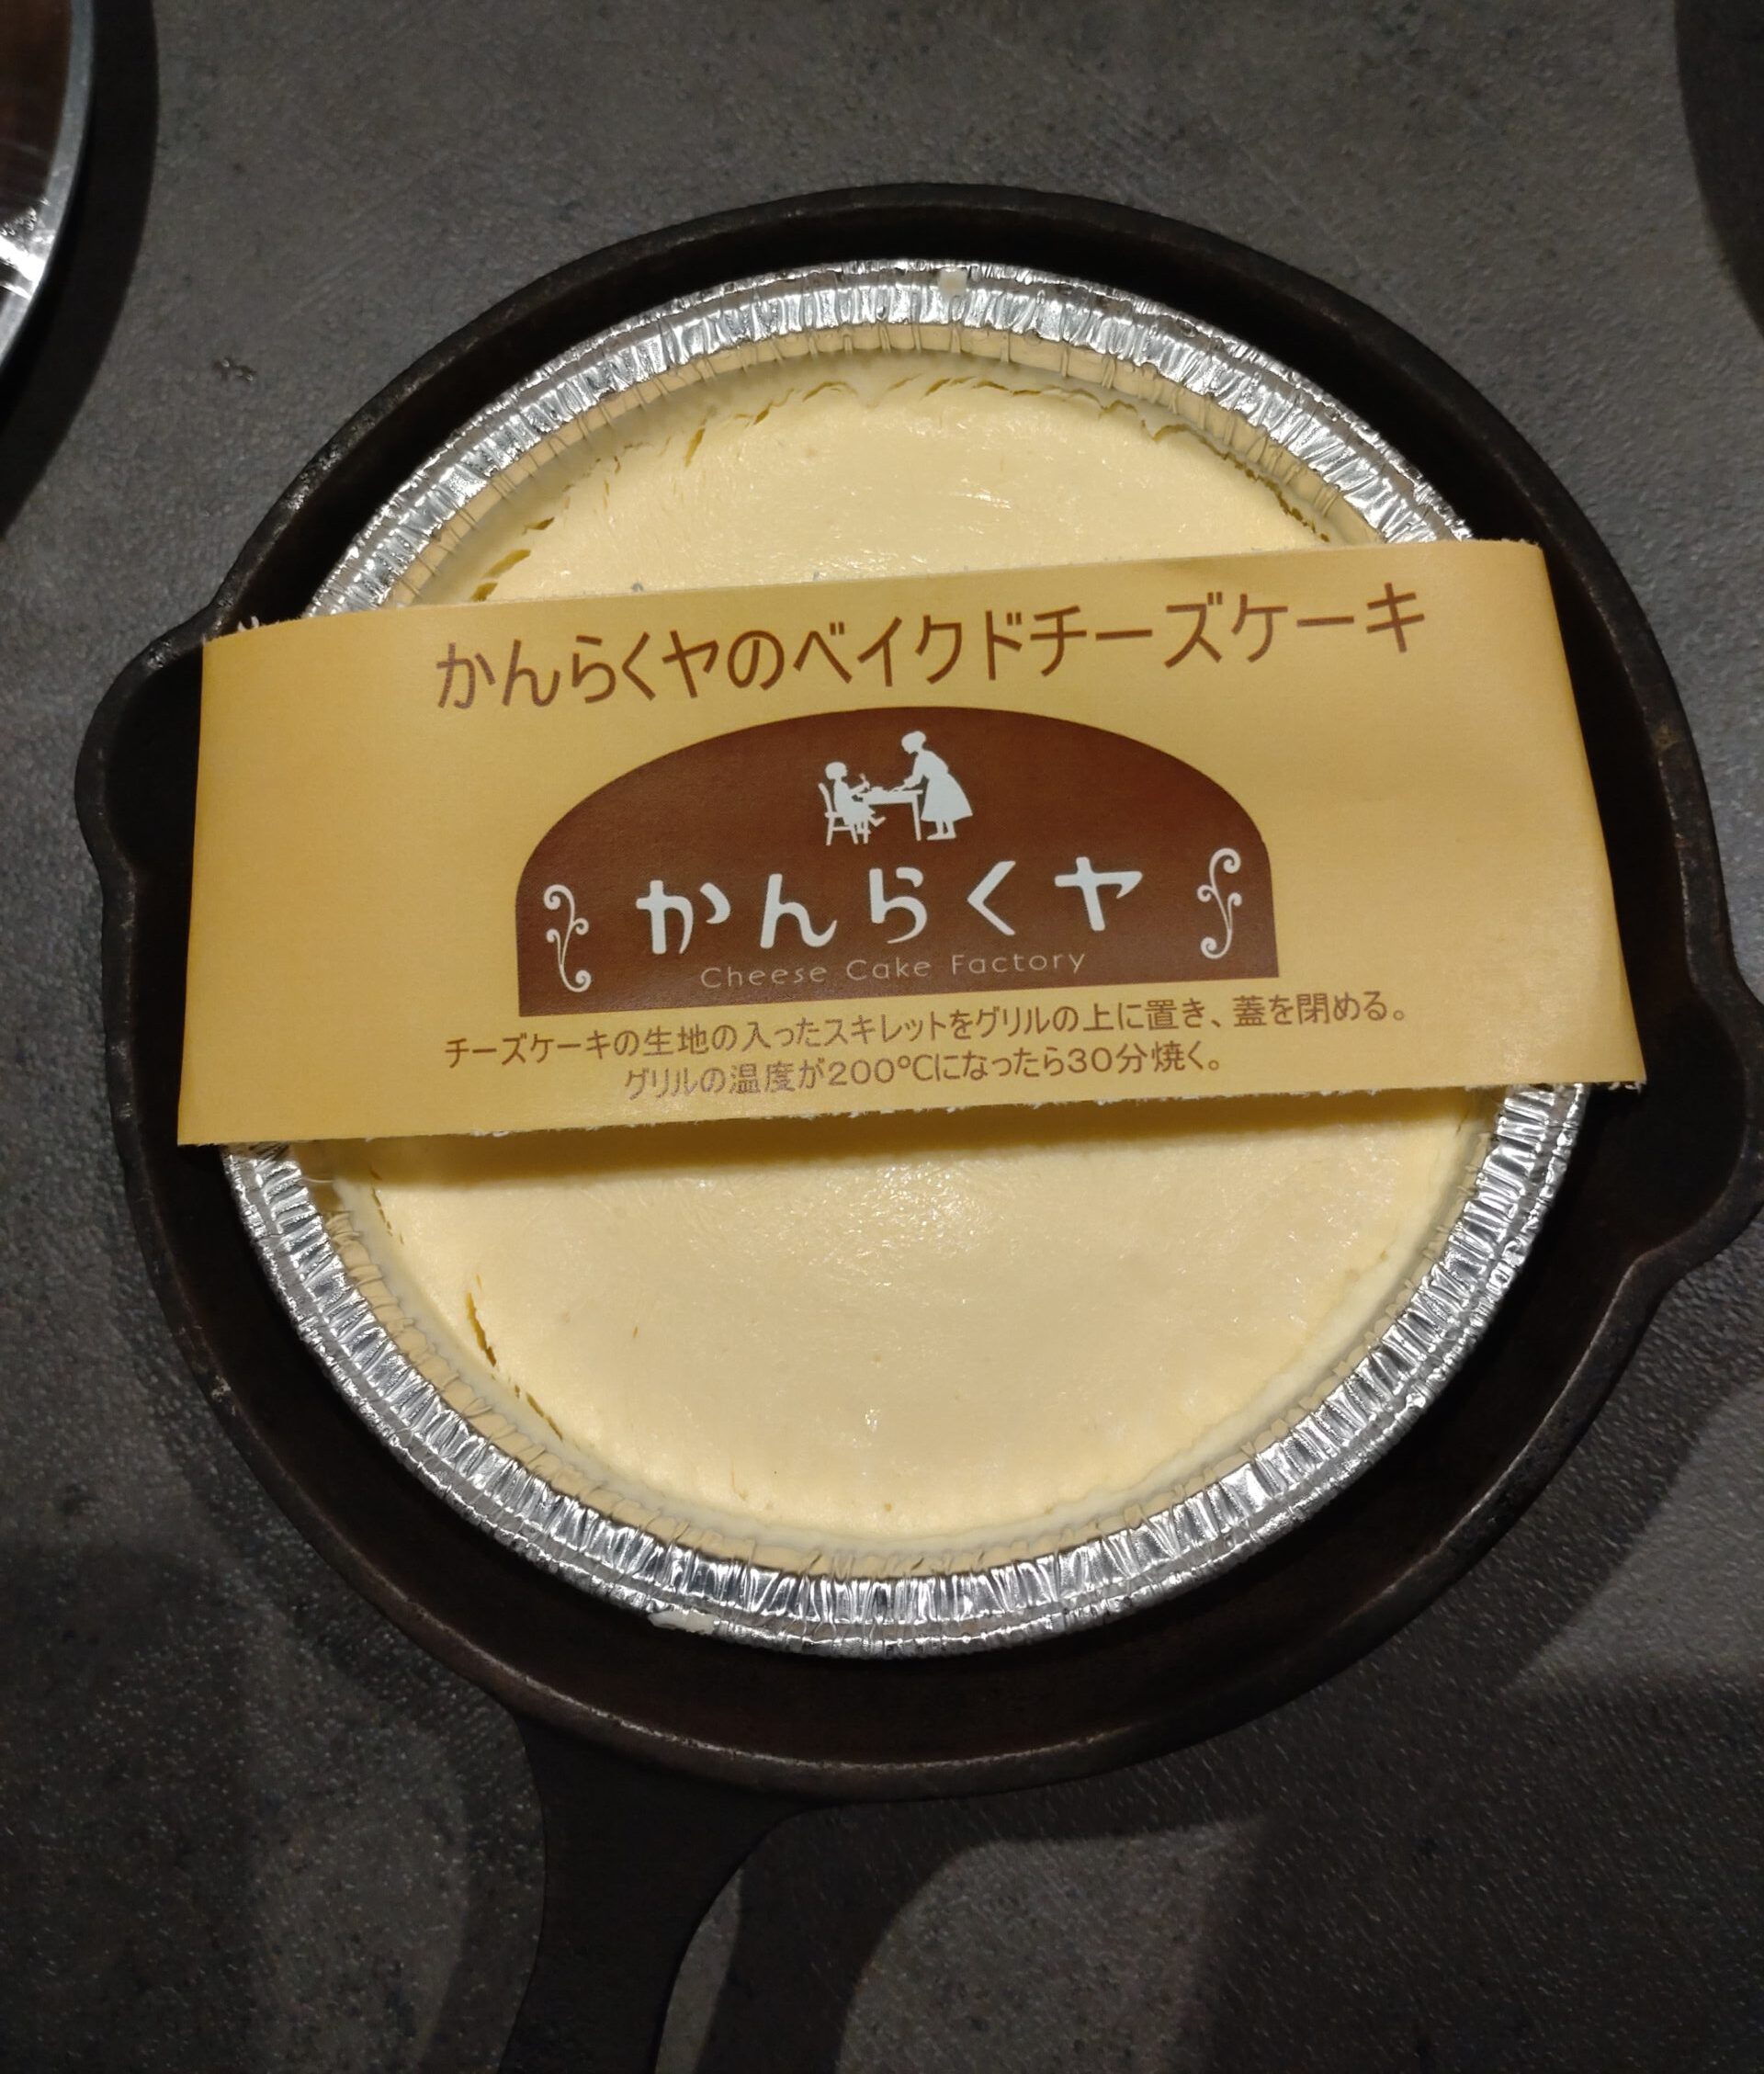 かんらくヤのベイクドチーズケーキ
かんらくヤ
Cheese Cake Factory
チーズケーキの生地の入ったスキレットをグリルの上に置き、蓋を閉める。
グリルの温度が200℃になったら30分焼く。